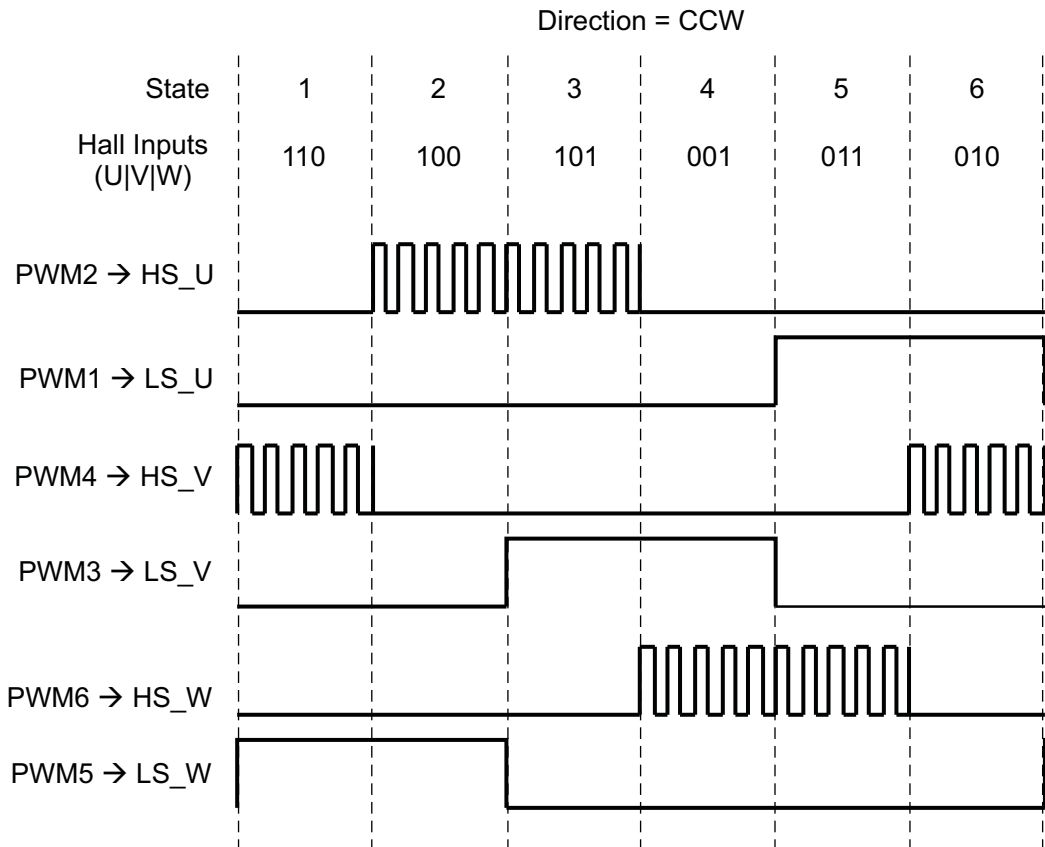 Direction = CCW
State 1 2 3 4 5 6
Hall Inputs
(U|V|W) 110 100 101 001 011 010
PWM2 → HS_U
PWM1 → LS_U
PWM4 → HS_V
PWM3 → LS_V
PWM6 → HS_W
PWM5 → LS_W